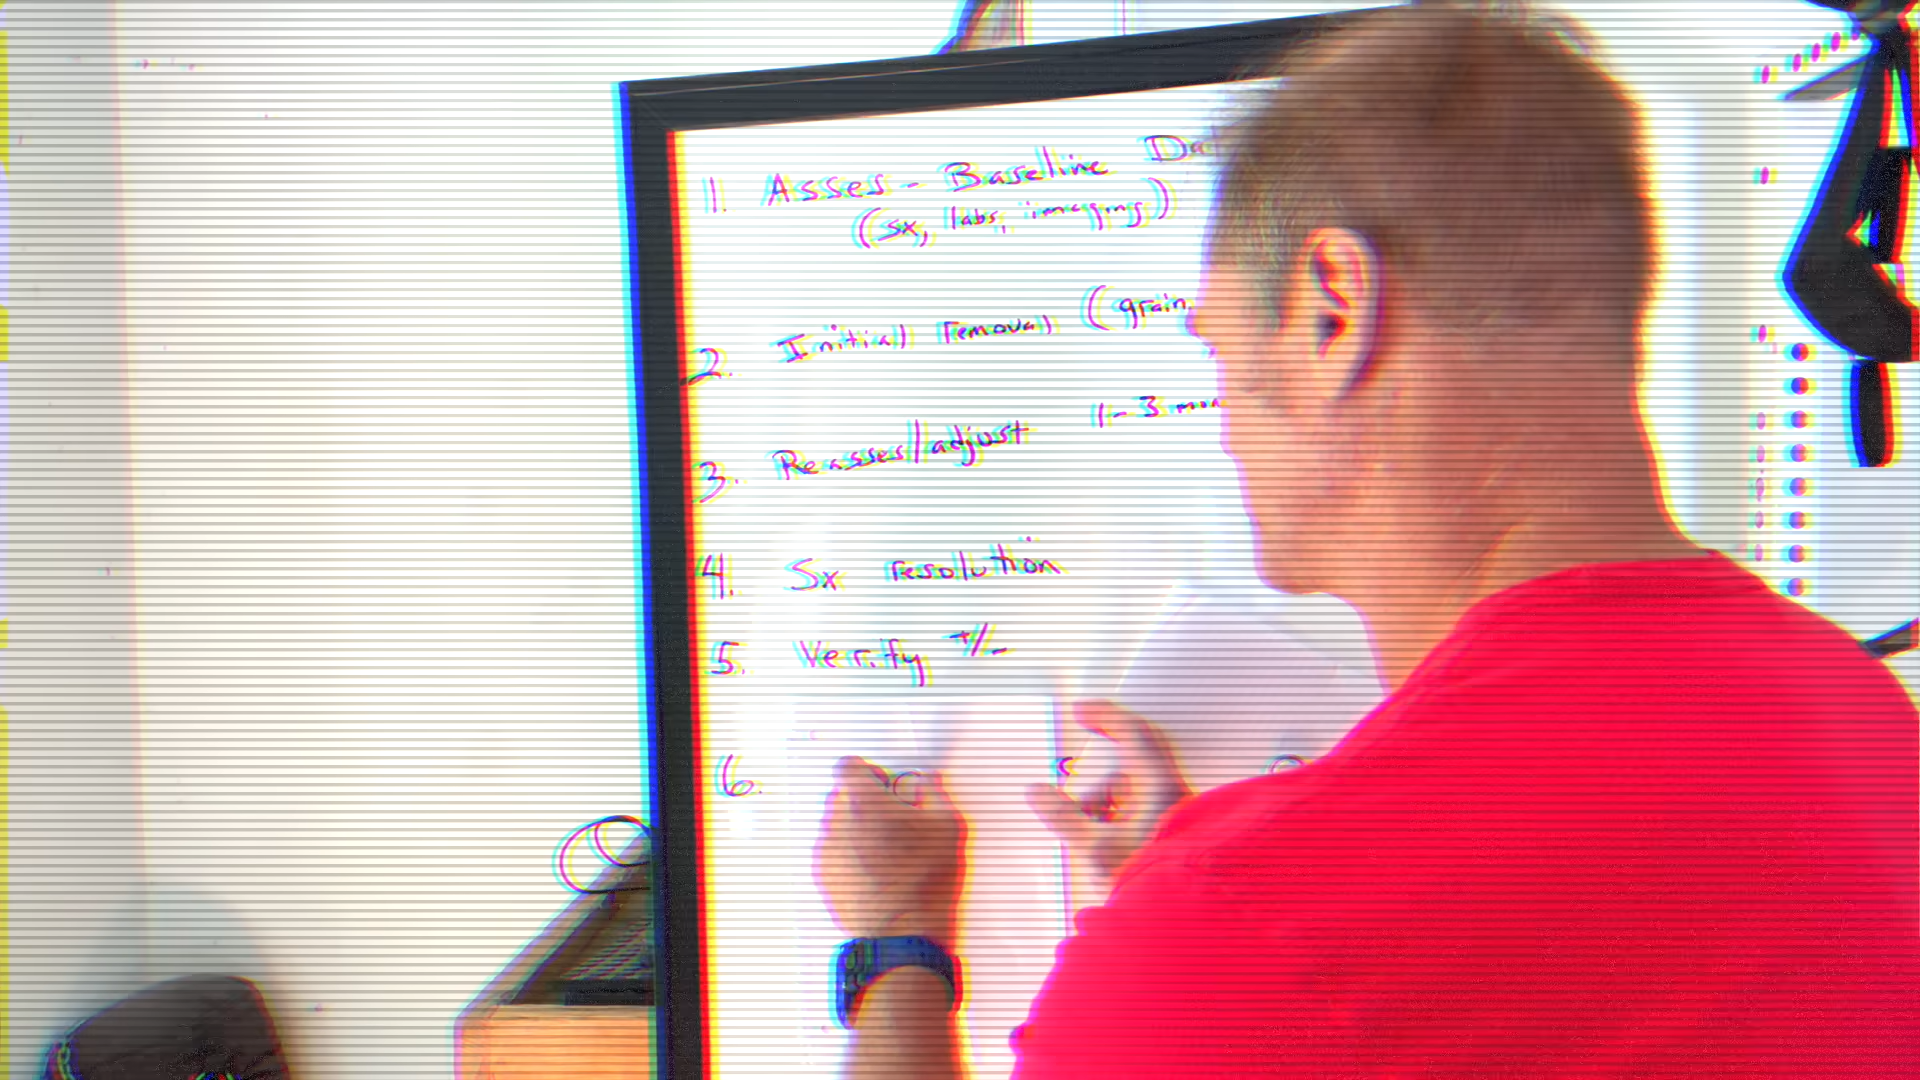 1. Asses - Baseline
(sx, labs, imaging)
2. Initiall removal (grain,
3. Reasses/adjust 1-3
4. Sx resolution
5. Verify +/-
6.